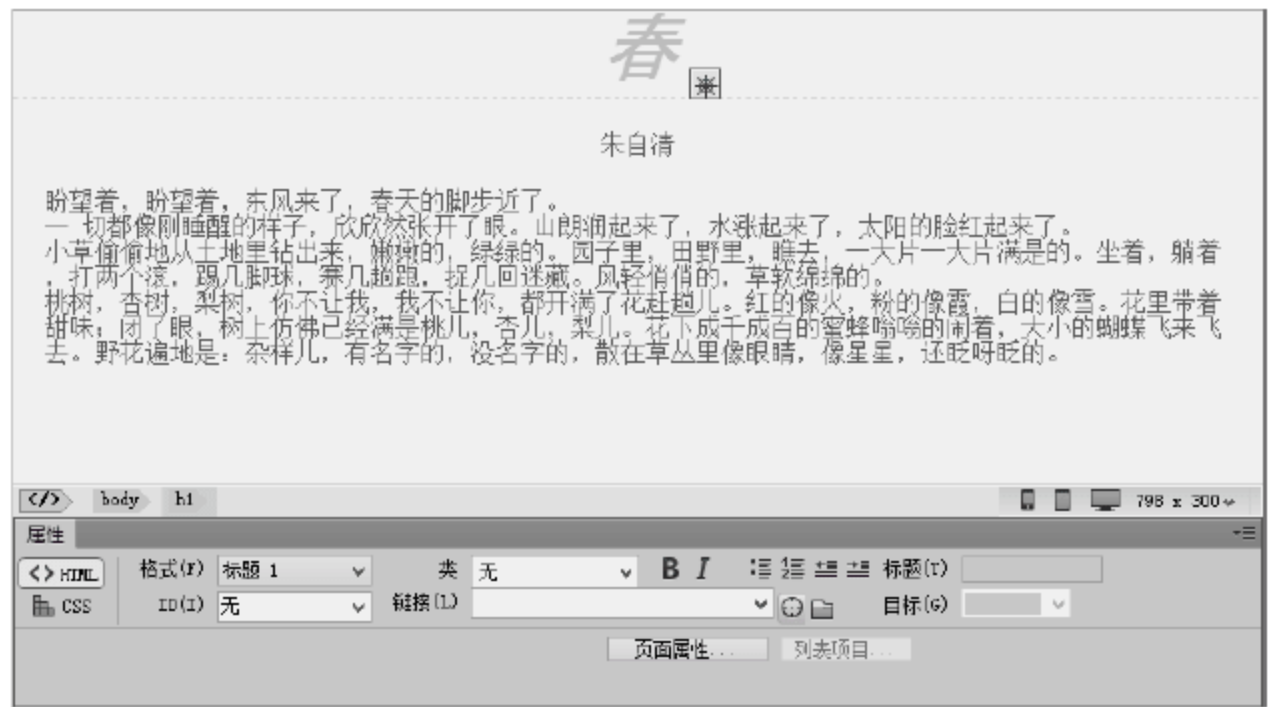 春
朱自清
盼望着，盼望着，东风来了，春天的脚步近了。
一 切都像刚睡醒的样子，欣欣然张开了眼。山朗润起来了，水涨起来了，太阳的脸红起来了。
小草偷偷地从土地里钻出来，嫩嫩的，绿绿的。园子里，田野里，瞧去，一大片一大片满是的。坐着，躺着
，打两个滚，踢几脚球，赛几趟跑，捉几回迷藏。风轻俏俏的，草软绵绵的。
桃树，杏树，梨树，你不让我，我不让你，都开满了花赶趟儿。红的像火，粉的像霞，白的像雪。花里带着
甜味；闭了眼，树上仿佛已经满是桃儿，杏儿，梨儿。花下成千成百的蜜蜂嗡嗡的闹着，大小的蝴蝶飞来飞
去。野花遍地是：杂样儿，有名字的，没名字的，散在草丛里像眼睛，像星星，还眨呀眨的。
</> body h1 798 x 300
属性
<> HTML 格式(F) 标题 1 类 无 B I 标题(T)
CSS ID(I) 无 链接(L) 目标(G)
页面属性... 列表项目...